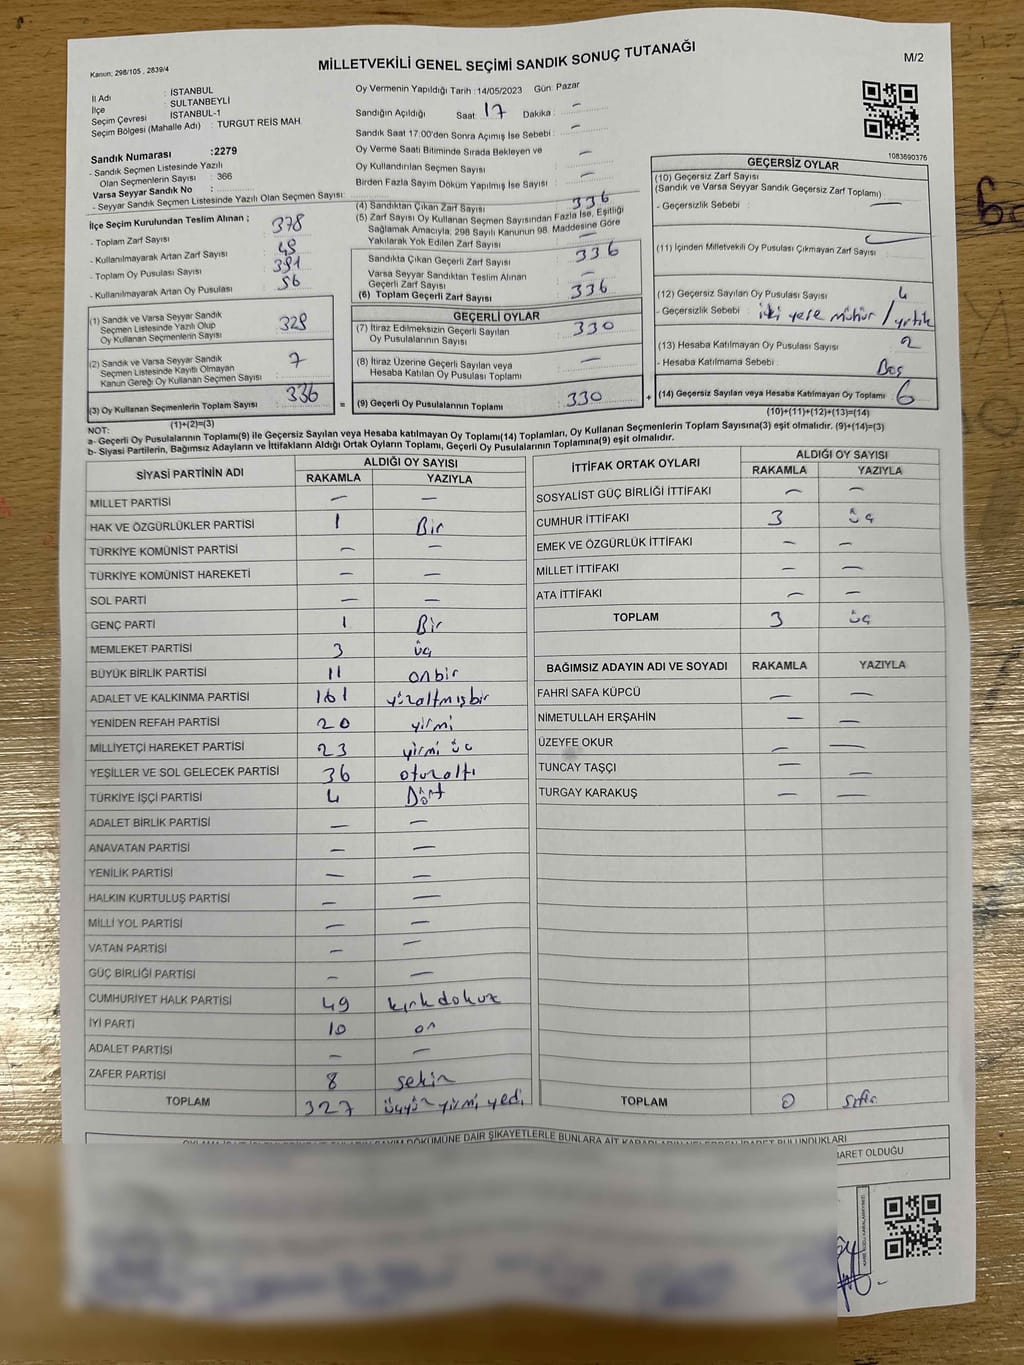 Kanun: 298/105 , 2839/4
MİLLETVEKİLİ GENEL SEÇİMİ SANDIK SONUÇ TUTANAĞI
M/2
İl Adı : İSTANBUL
İlçe : SULTANBEYLİ
Seçim Çevresi : İSTANBUL-1
Seçim Bölgesi (Mahalle Adı) : TURGUT REİS MAH.
Sandık Numarası :2279
- Sandık Seçmen Listesinde Yazılı
Olan Seçmenlerin Sayısı : 366
Varsa Seyyar Sandık No :
- Seyyar Sandık Seçmen Listesinde Yazılı Olan Seçmen Sayısı:
Oy Vermenin Yapıldığı Tarih : 14/05/2023 Gün: Pazar
Sandığın Açıldığı Saat 17 Dakika : —
Sandık Saat 17:00'den Sonra Açımış İse Sebebi : —
Oy Verme Saati Bitiminde Sırada Bekleyen ve
Oy Kullandırılan Seçmen Sayısı : —
Birden Fazla Sayım Döküm Yapılmış İse Sayısı : —
1083690376
İlçe Seçim Kurulundan Teslim Alınan ;
- Toplam Zarf Sayısı : 378
- Kullanılmayarak Artan Zarf Sayısı
- Toplam Oy Pusulası Sayısı : 391
- Kullanılmayarak Artan Oy Pusulası : 56
(1) Sandık ve Varsa Seyyar Sandık
Seçmen Listesinde Yazılı Olup
Oy Kullanan Seçmenlerin Sayısı 329
(2) Sandık ve Varsa Seyyar Sandık
Seçmen Listesinde Kayıtlı Olmayan
Kanun Gereği Oy Kullanan Seçmen Sayısı : 7
(3) Oy Kullanan Seçmenlerin Toplam Sayısı : 336
(1)+(2)=(3)
(4) Sandıktan Çıkan Zarf Sayısı 336
(5) Zarf Sayısı Oy Kullanan Seçmen Sayısından Fazla İse, Eşitliği
Sağlamak Amacıyla, 298 Sayılı Kanunun 98. Maddesine Göre
Yakılarak Yok Edilen Zarf Sayısı —
Sandıkta Çıkan Geçerli Zarf Sayısı : 336
Varsa Seyyar Sandıktan Teslim Alınan
Geçerli Zarf Sayısı —
(6) Toplam Geçerli Zarf Sayısı 336
GEÇERLİ OYLAR
(7) İtiraz Edilmeksizin Geçerli Sayılan
Oy Pusulalarının Sayısı : 330
(8) İtiraz Üzerine Geçerli Sayılan veya
Hesaba Katılan Oy Pusulası Toplamı : —
= (9) Geçerli Oy Pusulalarının Toplamı : 330
GEÇERSİZ OYLAR
(10) Geçersiz Zarf Sayısı
(Sandık ve Varsa Seyyar Sandık Geçersiz Zarf Toplamı)
- Geçersizlik Sebebi : —
(11) İçinden Milletvekili Oy Pusulası Çıkmayan Zarf Sayısı :
(12) Geçersiz Sayılan Oy Pusulası Sayısı : 4
- Geçersizlik Sebebi : iki yere mühür / yırtık
(13) Hesaba Katılmayan Oy Pusulası Sayısı : 2
- Hesaba Katılmama Sebebi : Boş
+ (14) Geçersiz Sayılan veya Hesaba Katılmayan Oy Toplamı : 6
(10)+(11)+(12)+(13)=(14)
NOT:
a- Geçerli Oy Pusulalarının Toplamı(9) ile Geçersiz Sayılan veya Hesaba katılmayan Oy Toplamı(14) Toplamları, Oy Kullanan Seçmenlerin Toplam Sayısına(3) eşit olmalıdır. (9)+(14)=(3)
b- Siyasi Partilerin, Bağımsız Adayların ve İttifakların Aldığı Ortak Oyların Toplamı, Geçerli Oy Pusulalarının Toplamına(9) eşit olmalıdır.
SİYASİ PARTİNİN ADI
ALDIĞI OY SAYISI
RAKAMLA YAZIYLA
MİLLET PARTİSİ — —
HAK VE ÖZGÜRLÜKLER PARTİSİ 1 Bir
TÜRKİYE KOMÜNİST PARTİSİ — —
TÜRKİYE KOMÜNİST HAREKETİ — —
SOL PARTİ — —
GENÇ PARTİ 1 Bir
MEMLEKET PARTİSİ 3 üç
BÜYÜK BİRLİK PARTİSİ 11 onbir
ADALET VE KALKINMA PARTİSİ 161 yüzaltmışbir
YENİDEN REFAH PARTİSİ 20 yirmi
MİLLİYETÇİ HAREKET PARTİSİ 23 yirmi üç
YEŞİLLER VE SOL GELECEK PARTİSİ 36 otuzaltı
TÜRKİYE İŞÇİ PARTİSİ 4 Dört
ADALET BİRLİK PARTİSİ — —
ANAVATAN PARTİSİ — —
YENİLİK PARTİSİ — —
HALKIN KURTULUŞ PARTİSİ — —
MİLLİ YOL PARTİSİ — —
VATAN PARTİSİ — —
GÜÇ BİRLİĞİ PARTİSİ — —
CUMHURİYET HALK PARTİSİ 49 kırkdokuz
İYİ PARTİ 10 on
ADALET PARTİSİ — —
ZAFER PARTİSİ 8 sekiz
TOPLAM 327 üçyüz yirmi yedi
İTTİFAK ORTAK OYLARI
ALDIĞI OY SAYISI
RAKAMLA YAZIYLA
SOSYALİST GÜÇ BİRLİĞİ İTTİFAKI — —
CUMHUR İTTİFAKI 3 üç
EMEK VE ÖZGÜRLÜK İTTİFAKI — —
MİLLET İTTİFAKI — —
ATA İTTİFAKI — —
TOPLAM 3 üç
BAĞIMSIZ ADAYIN ADI VE SOYADI RAKAMLA YAZIYLA
FAHRİ SAFA KÜPCÜ — —
NİMETULLAH ERŞAHİN — —
ÜZEYFE OKUR — —
TUNCAY TAŞÇI — —
TURGAY KARAKUŞ — —
TOPLAM 0 sıfır
DÖKÜMÜNE DAİR ŞİKAYETLERLE BUNLARA AİT
BARET OLDUĞU